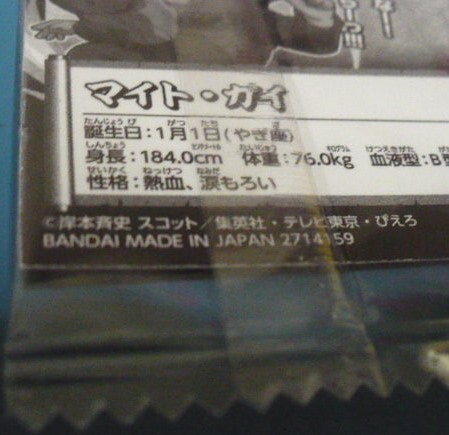 マイト・ガイ
誕生日:1月1日(やぎ座)
身長:184.0cm 体重:76.0kg 血液型:B型
性格:熱血、涙もろい
©岸本斉史 スコット/集英社・テレビ東京・ぴえろ
BANDAI MADE IN JAPAN 2714159